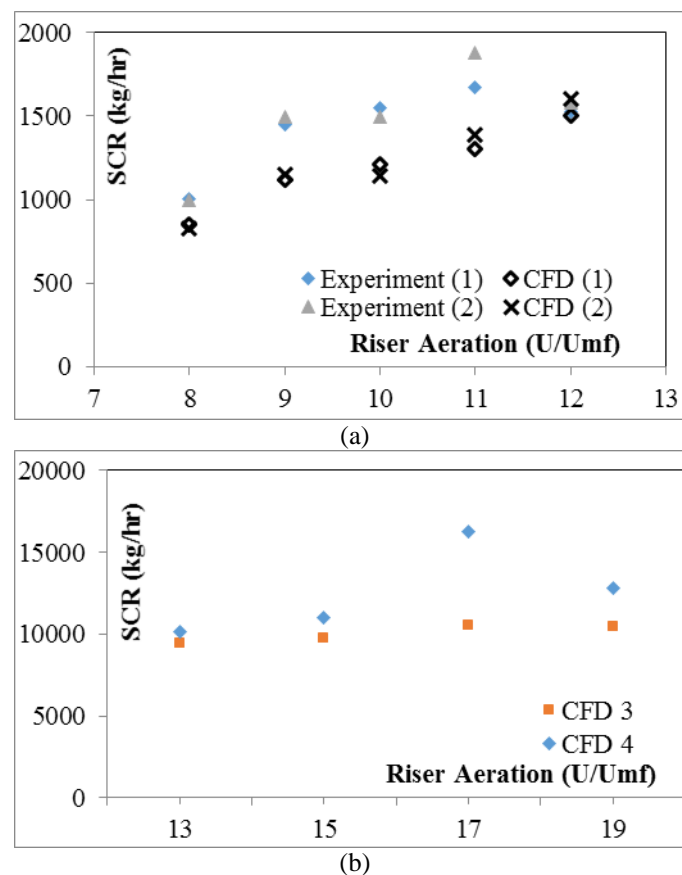 2000
1500
1000
500
0
SCR (kg/hr)
Experiment (1) CFD (1)
Experiment (2) CFD (2)
Riser Aeration (U/Umf)
7 8 9 10 11 12 13
(a)
20000
15000
10000
5000
0
SCR (kg/hr)
CFD 3
CFD 4
Riser Aeration (U/Umf)
13 15 17 19
(b)